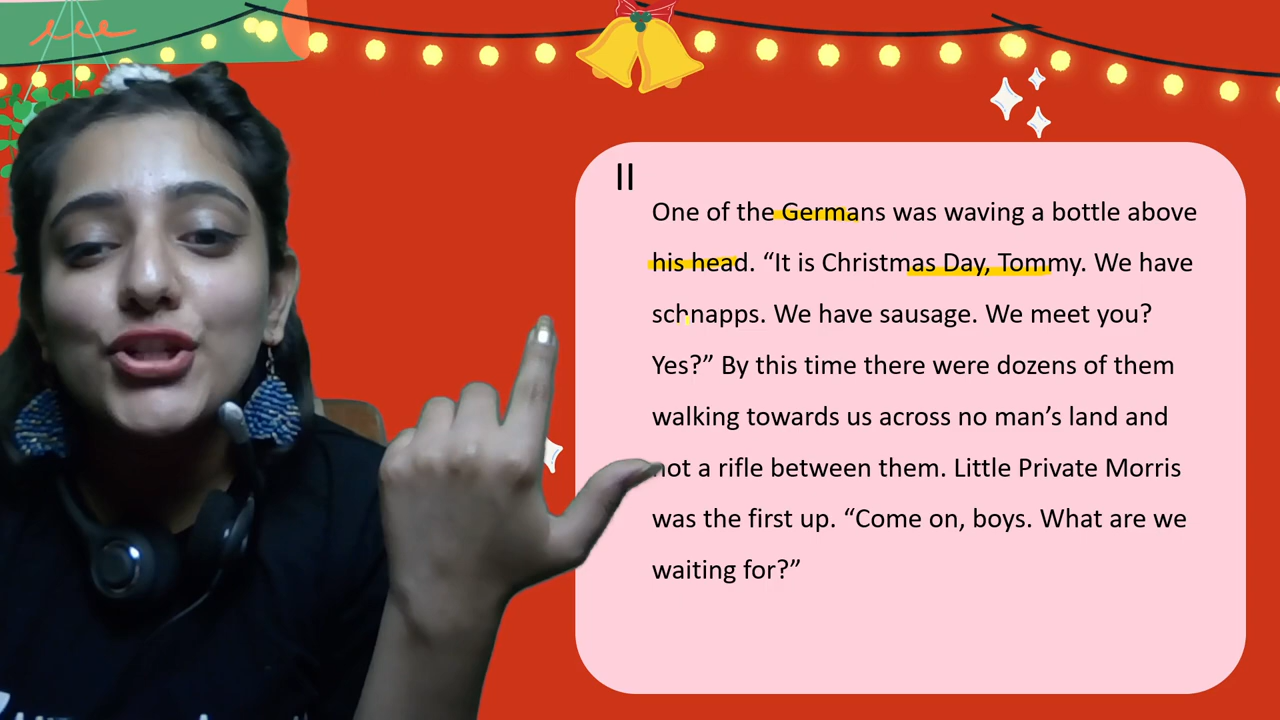 II
One of the Germans was waving a bottle above
his head. “It is Christmas Day, Tommy. We have
schnapps. We have sausage. We meet you?
Yes?” By this time there were dozens of them
walking towards us across no man’s land and
not a rifle between them. Little Private Morris
was the first up. “Come on, boys. What are we
waiting for?”